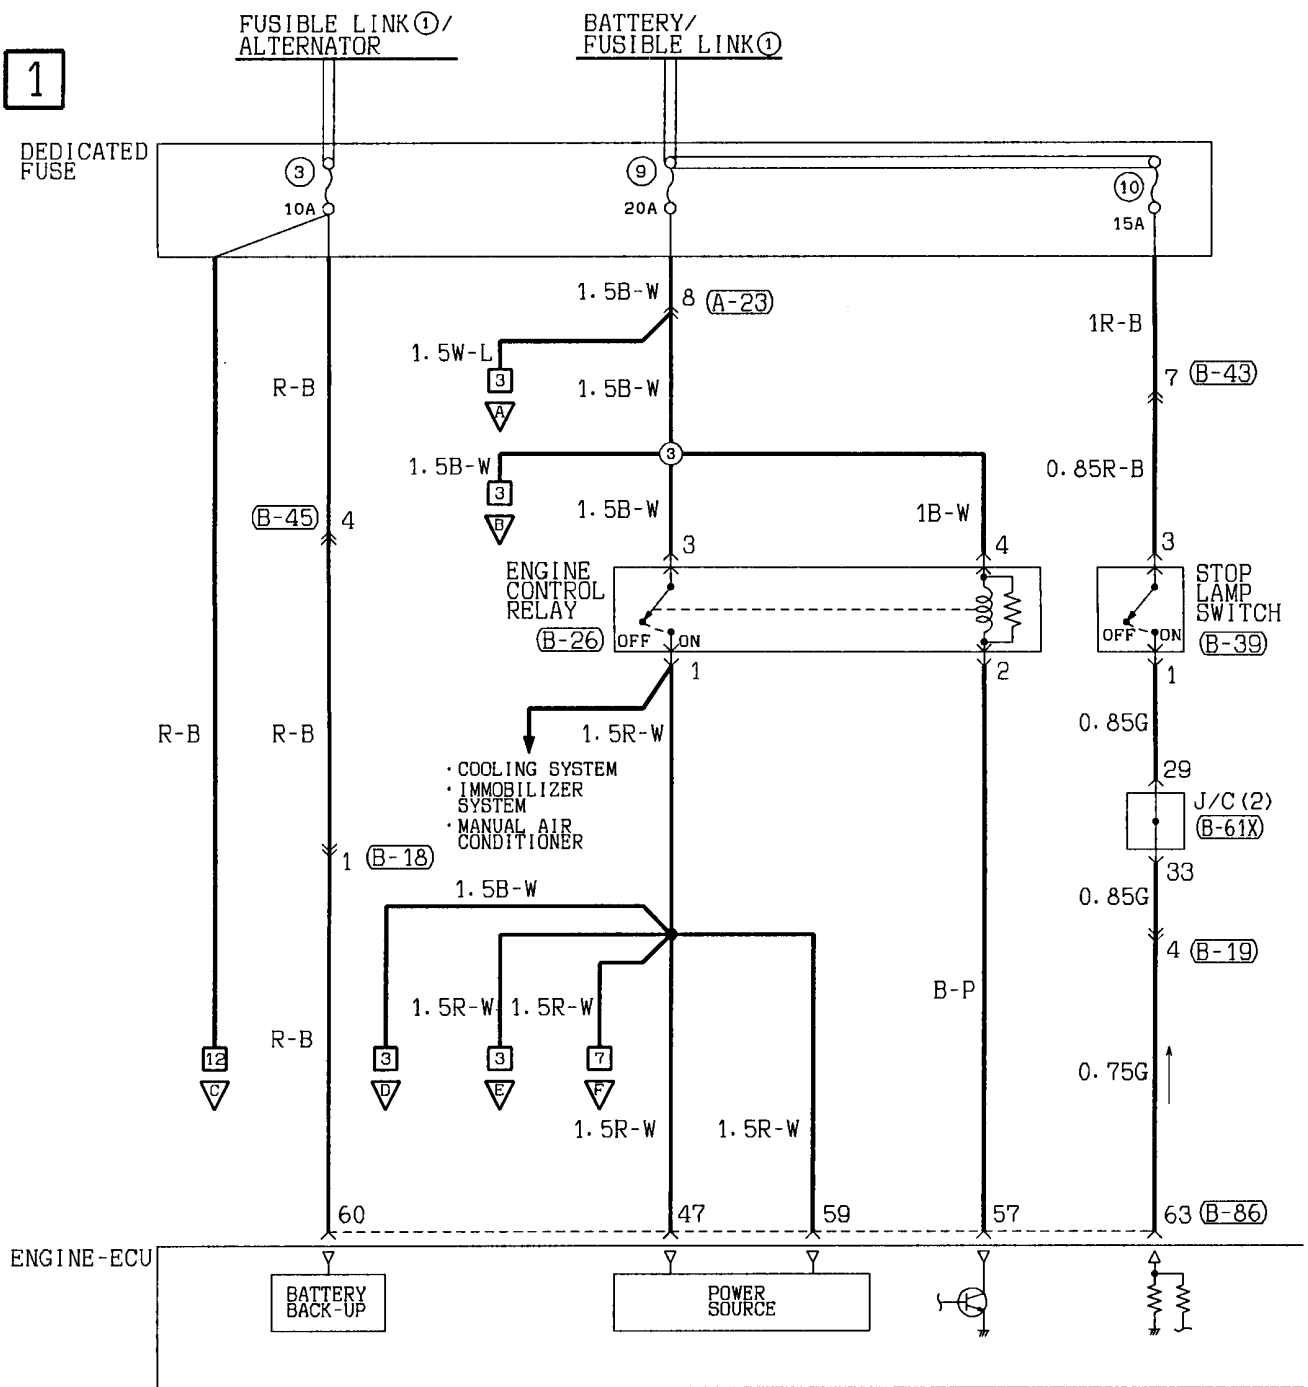 FUSIBLE LINK①/
ALTERNATOR
BATTERY/
FUSIBLE LINK①
1
DEDICATED
FUSE
③
10A
⑨
20A
⑩
15A
1.5B-W
8 (A-23)
1.5W-L
3
A
R-B
1.5B-W
1R-B
7 (B-43)
③
1.5B-W
3
B
0.85R-B
(B-45) 4
1.5B-W
1B-W
3
4
3
ENGINE
CONTROL
RELAY
(B-26)
OFF
ON
STOP
LAMP
SWITCH
(B-39)
OFF
ON
1
2
1
R-B
R-B
1.5R-W
0.85G
· COOLING SYSTEM
· IMMOBILIZER
SYSTEM
· MANUAL AIR
CONDITIONER
29
J/C(2)
(B-61X)
33
1 (B-18)
1.5B-W
0.85G
4 (B-19)
1.5R-W
1.5R-W
B-P
R-B
12
C
3
D
3
E
7
F
0.75G
1.5R-W
1.5R-W
60
47
59
57
63 (B-86)
ENGINE-ECU
BATTERY
BACK-UP
POWER
SOURCE